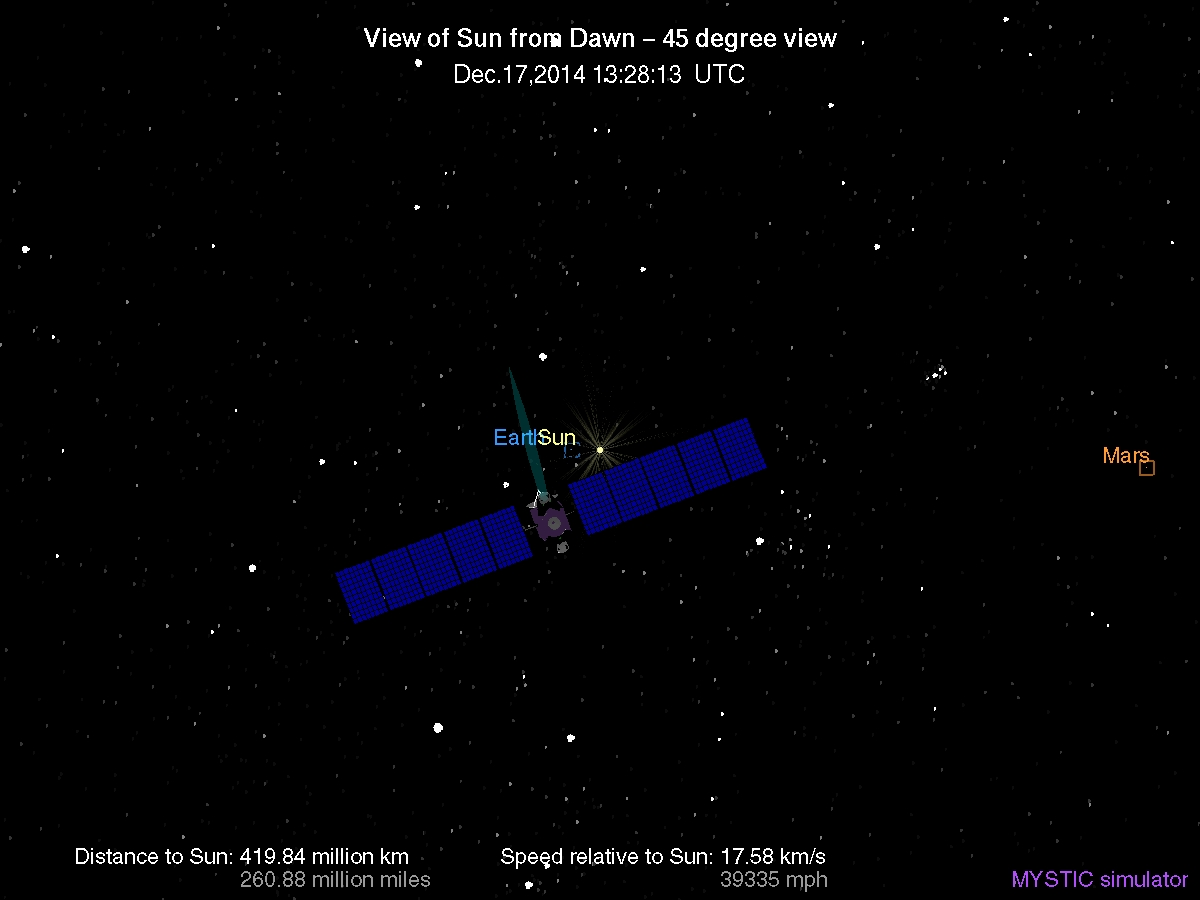 View of Sun from Dawn – 45 degree view
Dec.17,2014 13:28:13 UTC
Earth
Sun
Mars
Distance to Sun: 419.84 million km
260.88 million miles
Speed relative to Sun: 17.58 km/s
39335 mph
MYSTIC simulator